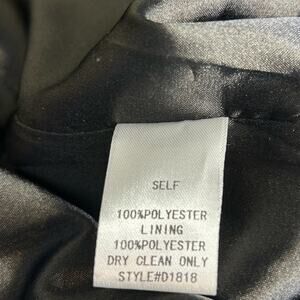 SELF
100%POLYESTER
LINING
100%POLYESTER
DRY CLEAN ONLY
STYLE#D1818